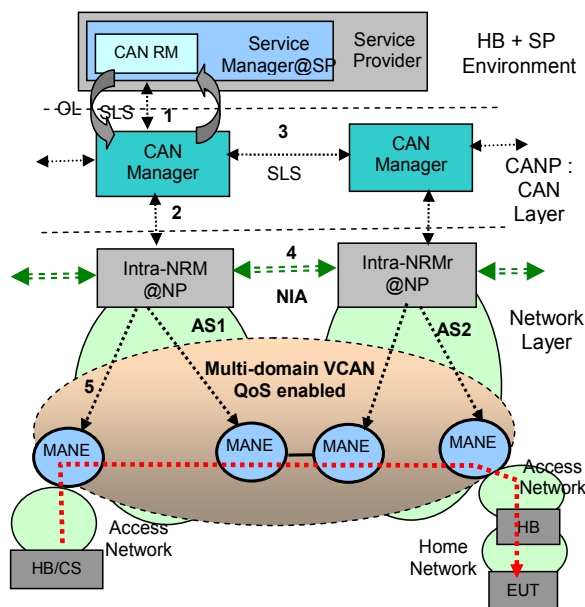 CAN RM
Service
Manager@SP
Service
Provider
HB + SP
Environment
OL
SLS
1
3
CAN
Manager
SLS
CAN
Manager
CANP :
CAN
Layer
2
Intra-NRM
@NP
4
NIA
Intra-NRMr
@NP
AS1
AS2
Network
Layer
5
Multi-domain VCAN
QoS enabled
MANE
MANE
MANE
MANE
Access
Network
Access
Network
HB
HB/CS
Home
Network
EUT